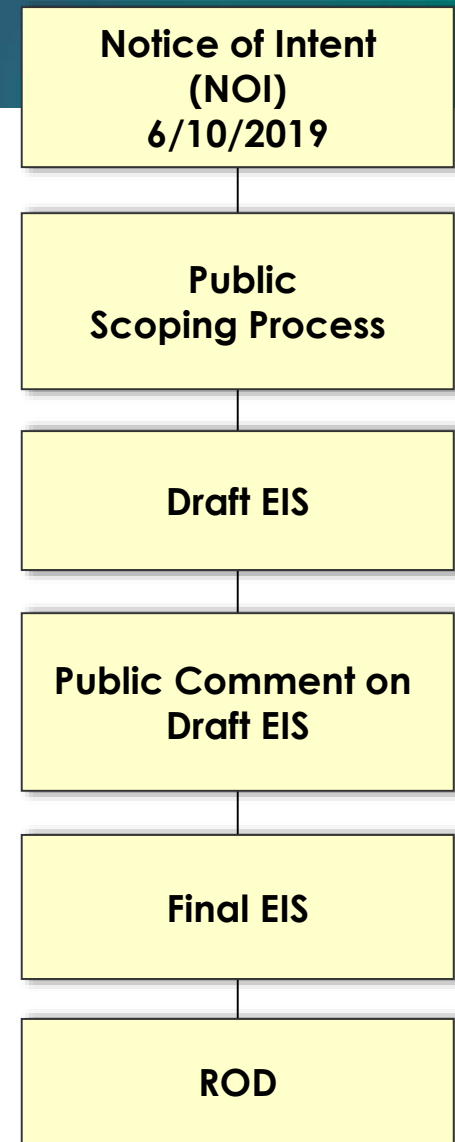 Notice of Intent
(NOI)
6/10/2019
Public
Scoping Process
Draft EIS
Public Comment on
Draft EIS
Final EIS
ROD